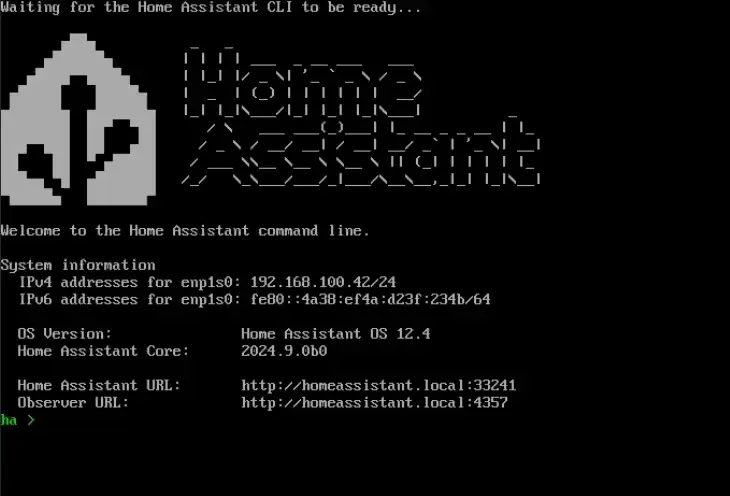 Waiting for the Home Assistant CLI to be ready...
Home
Assistant
Welcome to the Home Assistant command line.
System information
IPv4 addresses for enp1s0: 192.168.100.42/24
IPv6 addresses for enp1s0: fe80::4a38:ef4a:d23f:234b/64
OS Version: Home Assistant OS 12.4
Home Assistant Core: 2024.9.0b0
Home Assistant URL: http://homeassistant.local:33241
Observer URL: http://homeassistant.local:4357
ha >